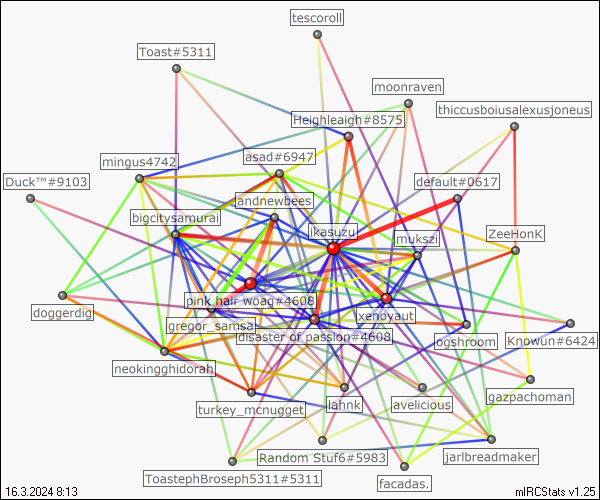 tescoroll
Toast#5311
moonraven
thiccusboiusalexusjoneus
Heighleaigh#8575
asad#6947
mingus4742
Duck™#9103
default#0617
andnewbees
bigcitysamurai
ikasuzu
mukszi
ZeeHonK
pink hair woag#4608
doggerdig
gregor_samsa
xenoyaut
disaster of passion#4608
ogshroom
Knowun#6424
neokingghidorah
gazpachoman
turkey_mcnugget
lahnk
avelicious
Random Stuf6#5983
jarlbreadmaker
ToastephBroseph5311#5311
facadas.
16.3.2024 8:13
mIRCStats v1.25